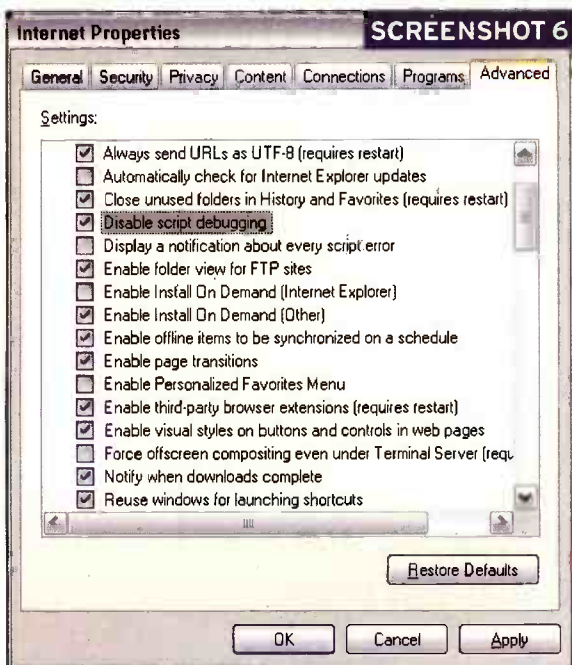 Internet Properties
SCREENSHOT 6
General Security Privacy Content Connections Programs Advanced
Settings:
Always send URLs as UTF-8 (requires restart)
Automatically check for Internet Explorer updates
Close unused folders in History and Favorites (requires restart)
Disable script debugging
Display a notification about every script error
Enable folder view for FTP sites
Enable Install On Demand (Internet Explorer)
Enable Install On Demand (Other)
Enable offline items to be synchronized on a schedule
Enable page transitions
Enable Personalized Favorites Menu
Enable third-party browser extensions (requires restart)
Enable visual styles on buttons and controls in web pages
Force offscreen compositing even under Terminal Server (requ
Notify when downloads complete
Reuse windows for launching shortcuts
Restore Defaults
OK Cancel Apply